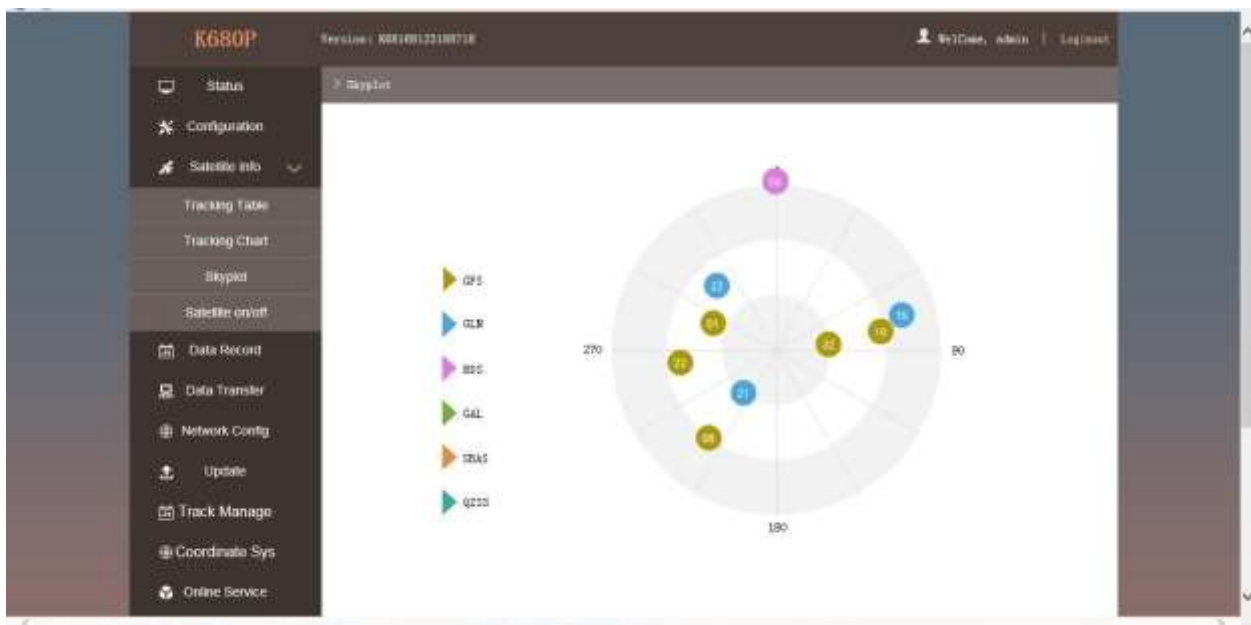 K680P
Welcome, admin | Loginout
Status
> Skyplot
Configuration
Satellite info
Tracking Table
Tracking Chart
Skyplot
Satellite on/off
Data Record
Data Transfer
Network Config
Update
Track Manage
Coordinate Sys
Online Service
GPS
GLN
BDS
GAL
SBAS
QZSS
270
90
180